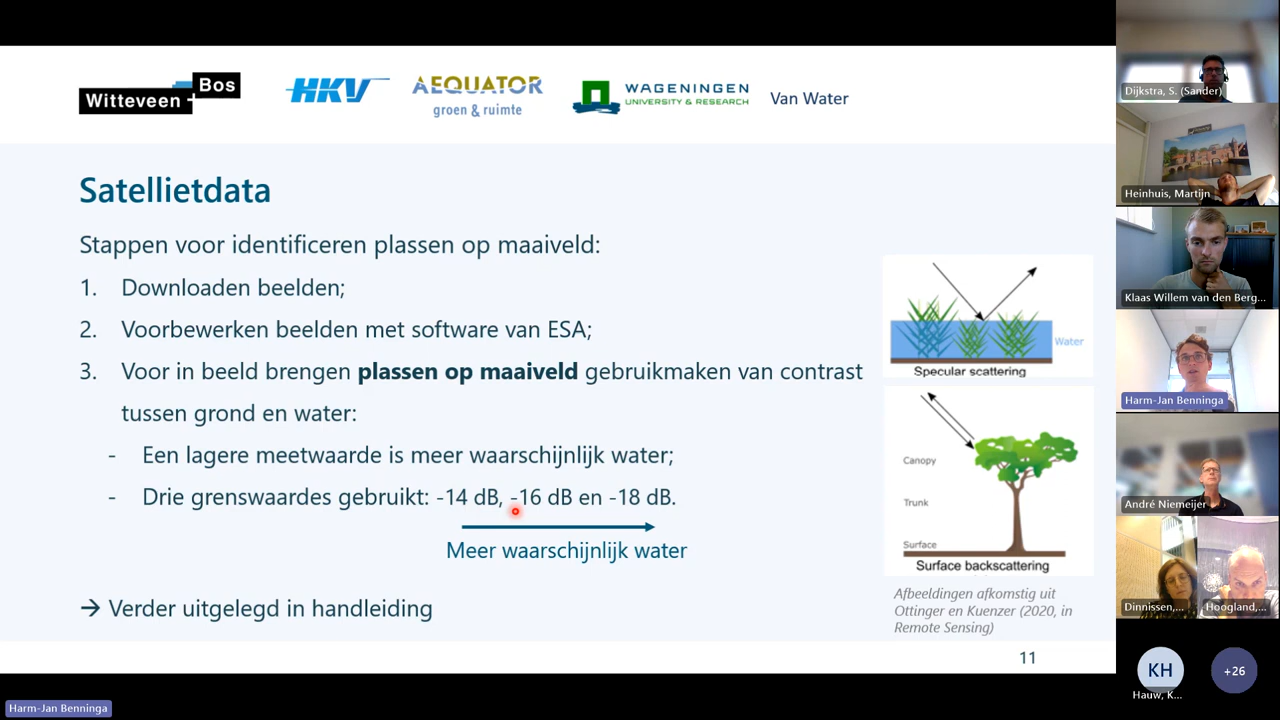 Witteveen + Bos
HKV
AEQUATOR
groen & ruimte
WAGENINGEN
UNIVERSITY & RESEARCH
Van Water
Satellietdata
Stappen voor identificeren plassen op maaiveld:
1. Downloaden beelden;
2. Voorbewerken beelden met software van ESA;
3. Voor in beeld brengen plassen op maaiveld gebruikmaken van contrast
tussen grond en water:
- Een lagere meetwaarde is meer waarschijnlijk water;
- Drie grenswaardes gebruikt: -14 dB, -16 dB en -18 dB.
Meer waarschijnlijk water
→ Verder uitgelegd in handleiding
Water
Specular scattering
Canopy
Trunk
Surface
Surface backscattering
Afbeeldingen afkomstig uit
Ottinger en Kuenzer (2020, in
Remote Sensing)
11
Harm-Jan Benninga
Dijkstra, S. (Sander)
Heinhuis, Martijn
Klaas Willem van den Berg...
Harm-Jan Benninga
André Niemeijer
Dinnissen,...
Hoogland,...
KH
Hauw, K...
+26